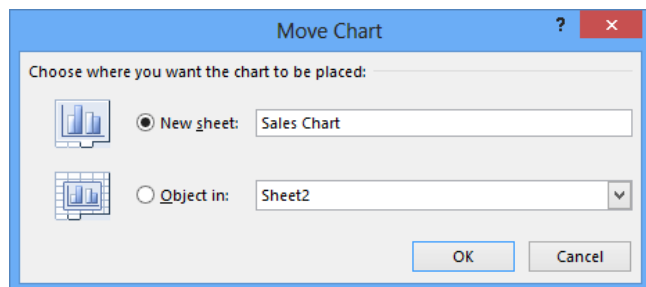 Move Chart
?
×
Choose where you want the chart to be placed:
New sheet: Sales Chart
Object in: Sheet2
OK Cancel